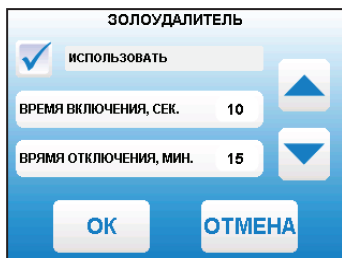 ЗОЛОУДАЛИТЕЛЬ
ИСПОЛЬЗОВАТЬ
ВРЕМЯ ВКЛЮЧЕНИЯ, СЕК. 10
ВРЯМЯ ОТКЛЮЧЕНИЯ, МИН. 15
ОК ОТМЕНА